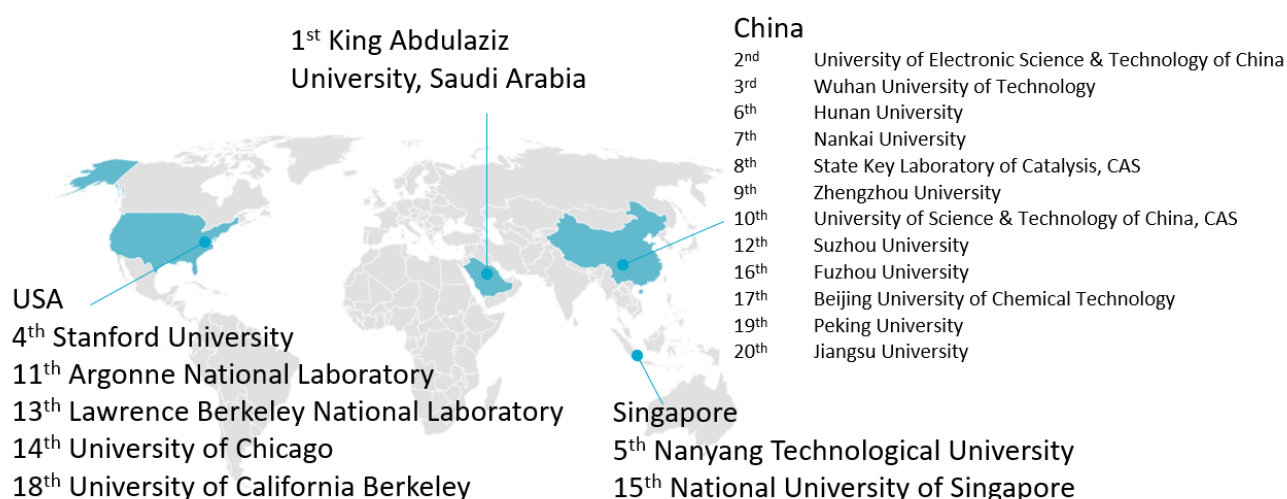 1st King Abdulaziz
University, Saudi Arabia
China
2nd University of Electronic Science & Technology of China
3rd Wuhan University of Technology
6th Hunan University
7th Nankai University
8th State Key Laboratory of Catalysis, CAS
9th Zhengzhou University
10th University of Science & Technology of China, CAS
12th Suzhou University
16th Fuzhou University
17th Beijing University of Chemical Technology
19th Peking University
20th Jiangsu University
USA
4th Stanford University
11th Argonne National Laboratory
13th Lawrence Berkeley National Laboratory
14th University of Chicago
18th University of California Berkeley
Singapore
5th Nanyang Technological University
15th National University of Singapore